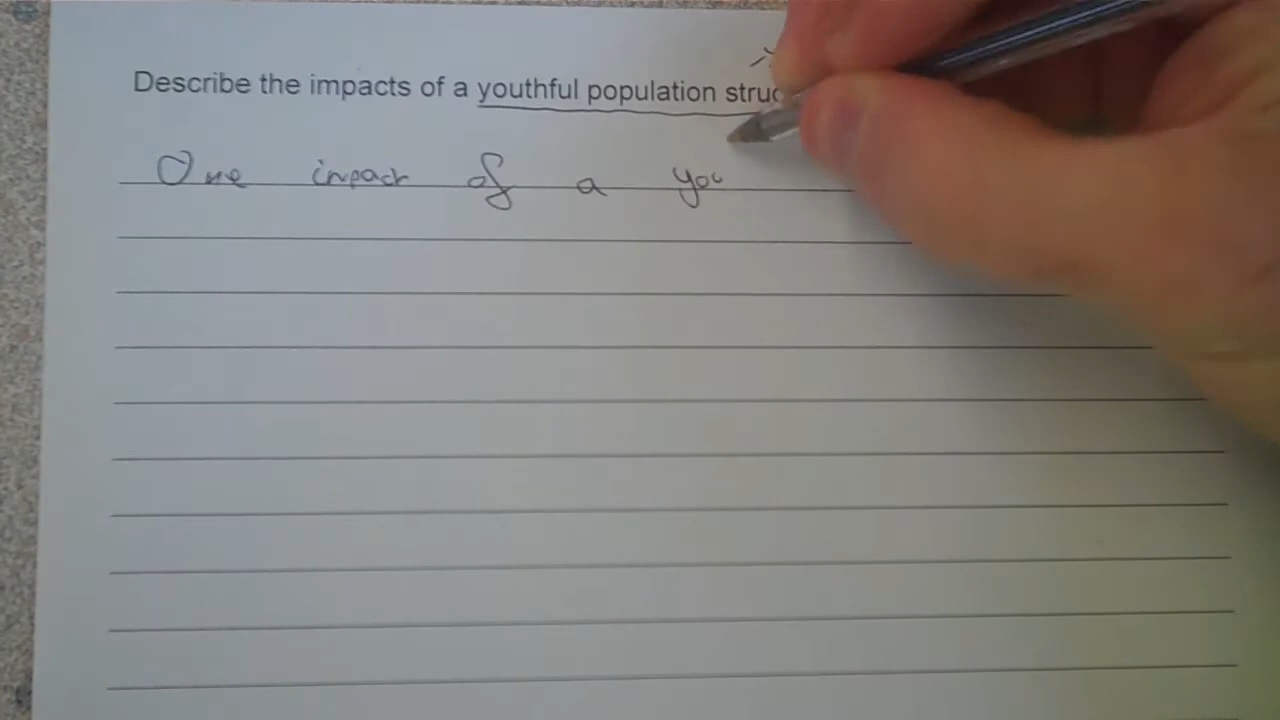 Describe the impacts of a youthful population struc
One impact of a you